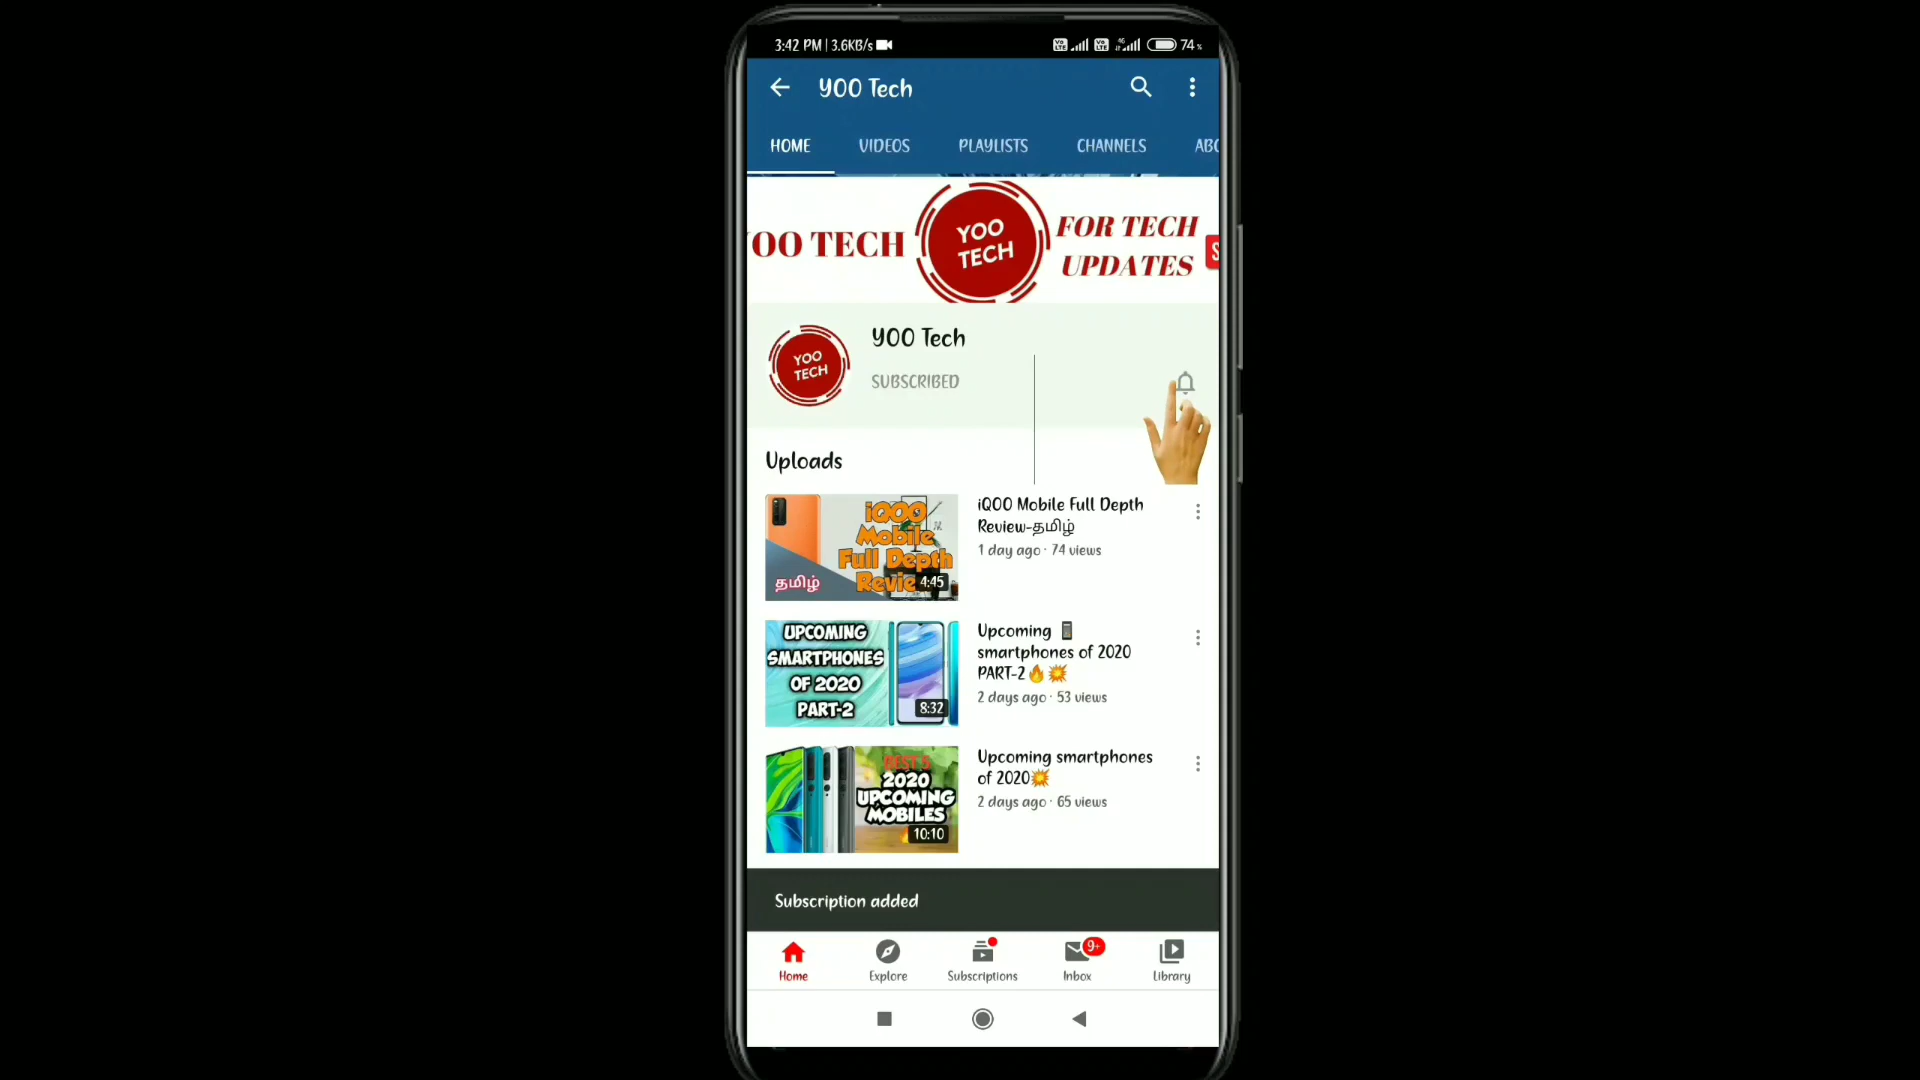 3:42 PM | 3.6KB/s
4G
74%
YOO Tech
HOME VIDEOS PLAYLISTS CHANNELS ABO
YOO TECH
YOO
TECH
FOR TECH
UPDATES
S
YOO
TECH
YOO Tech
SUBSCRIBED
Uploads
iQOO
Mobile
Full Depth
Revie
தமிழ்
4:45
iQOO Mobile Full Depth
Review-தமிழ்
1 day ago · 74 views
UPCOMING
SMARTPHONES
OF 2020
PART-2
8:32
Upcoming 📱
smartphones of 2020
PART-2🔥💥
2 days ago · 53 views
BEST 5
2020
UPCOMING
MOBILES
10:10
Upcoming smartphones
of 2020💥
2 days ago · 65 views
Subscription added
9+
Home Explore Subscriptions Inbox Library